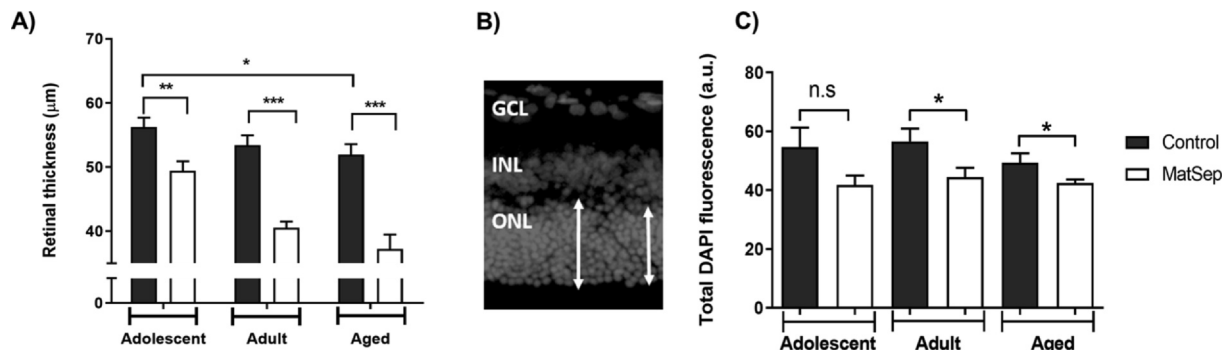 A)
Retinal thickness (μm)
70
60
50
40
0
*
**
***
***
Adolescent
Adult
Aged
B)
GCL
INL
ONL
C)
Total DAPI fluorescence (a.u.)
80
60
40
20
0
n.s
*
*
Adolescent
Adult
Aged
Control
MatSep